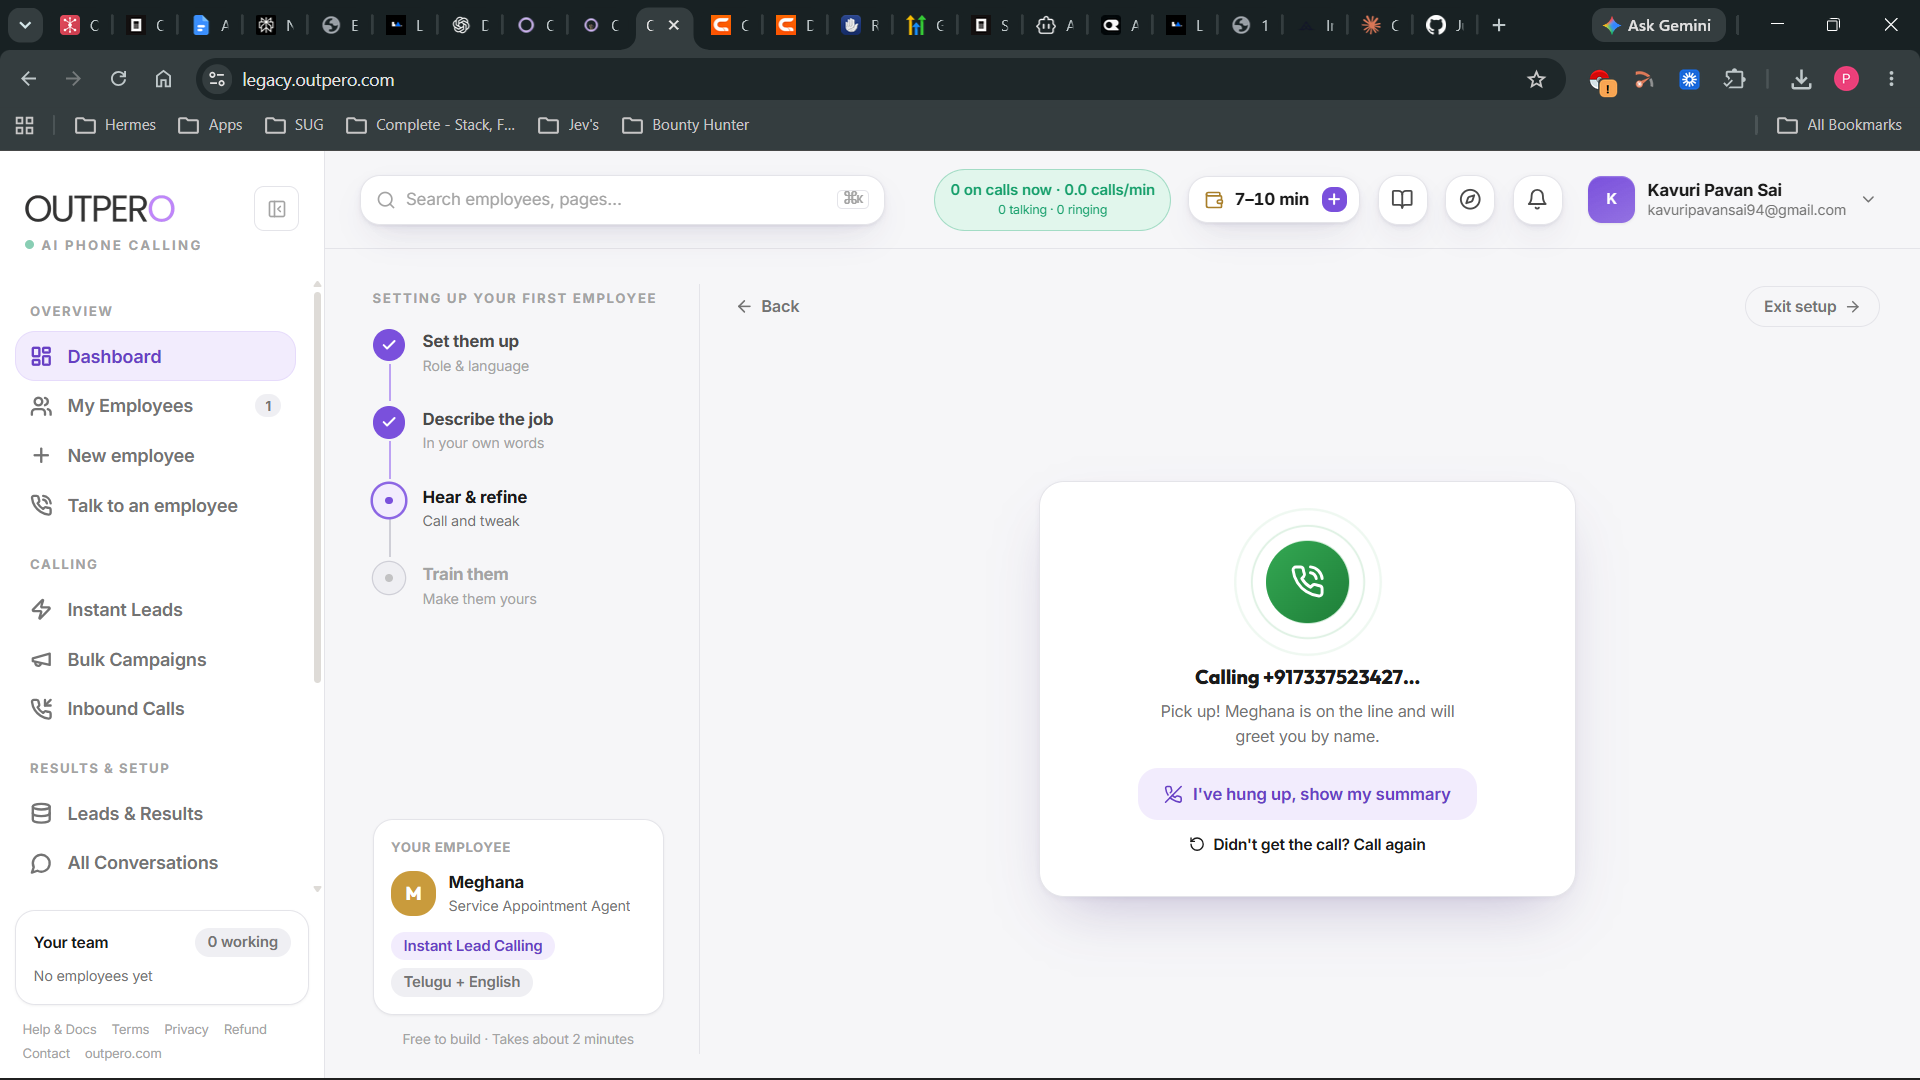 C
C
A
N
E
L
D
C
C
C
C
D
R
C
S
A
A
L
1
C
Ask Gemini
legacy.outpero.com
P
Hermes
Apps
SUG
Complete - Stack, F...
Jev's
Bounty Hunter
All Bookmarks
OUTPERO
AI PHONE CALLING
Search employees, pages...
⌘K
0 on calls now · 0.0 calls/min
0 talking · 0 ringing
7–10 min
K
Kavuri Pavan Sai
kavuripavansai94@gmail.com
OVERVIEW
Dashboard
My Employees
1
New employee
Talk to an employee
CALLING
Instant Leads
Bulk Campaigns
Inbound Calls
RESULTS & SETUP
Leads & Results
All Conversations
Your team
0 working
No employees yet
Help & Docs Terms Privacy Refund
Contact outpero.com
SETTING UP YOUR FIRST EMPLOYEE
Set them up
Role & language
Describe the job
In your own words
Hear & refine
Call and tweak
Train them
Make them yours
YOUR EMPLOYEE
M
Meghana
Service Appointment Agent
Instant Lead Calling
Telugu + English
Free to build · Takes about 2 minutes
Back
Exit setup
Calling +917337523427...
Pick up! Meghana is on the line and will
greet you by name.
I've hung up, show my summary
Didn't get the call? Call again